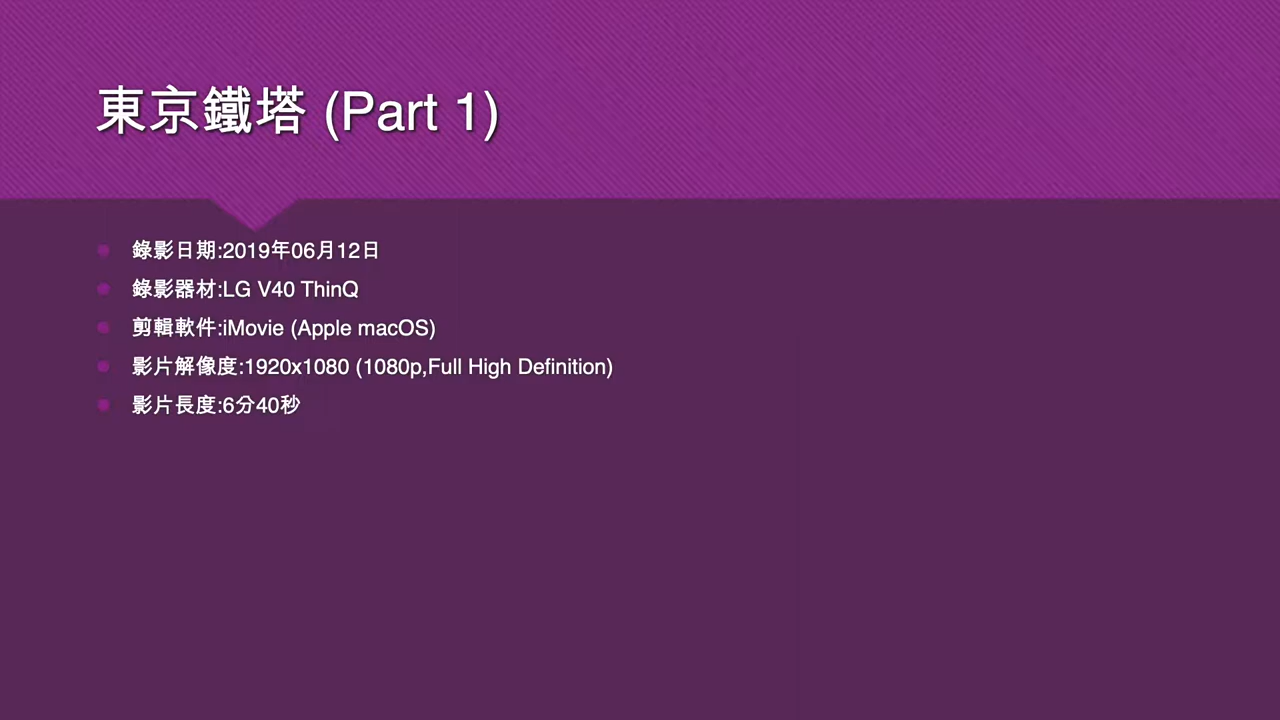 東京鐵塔 (Part 1)
錄影日期:2019年06月12日
錄影器材:LG V40 ThinQ
剪輯軟件:iMovie (Apple macOS)
影片解像度:1920x1080 (1080p,Full High Definition)
影片長度:6分40秒